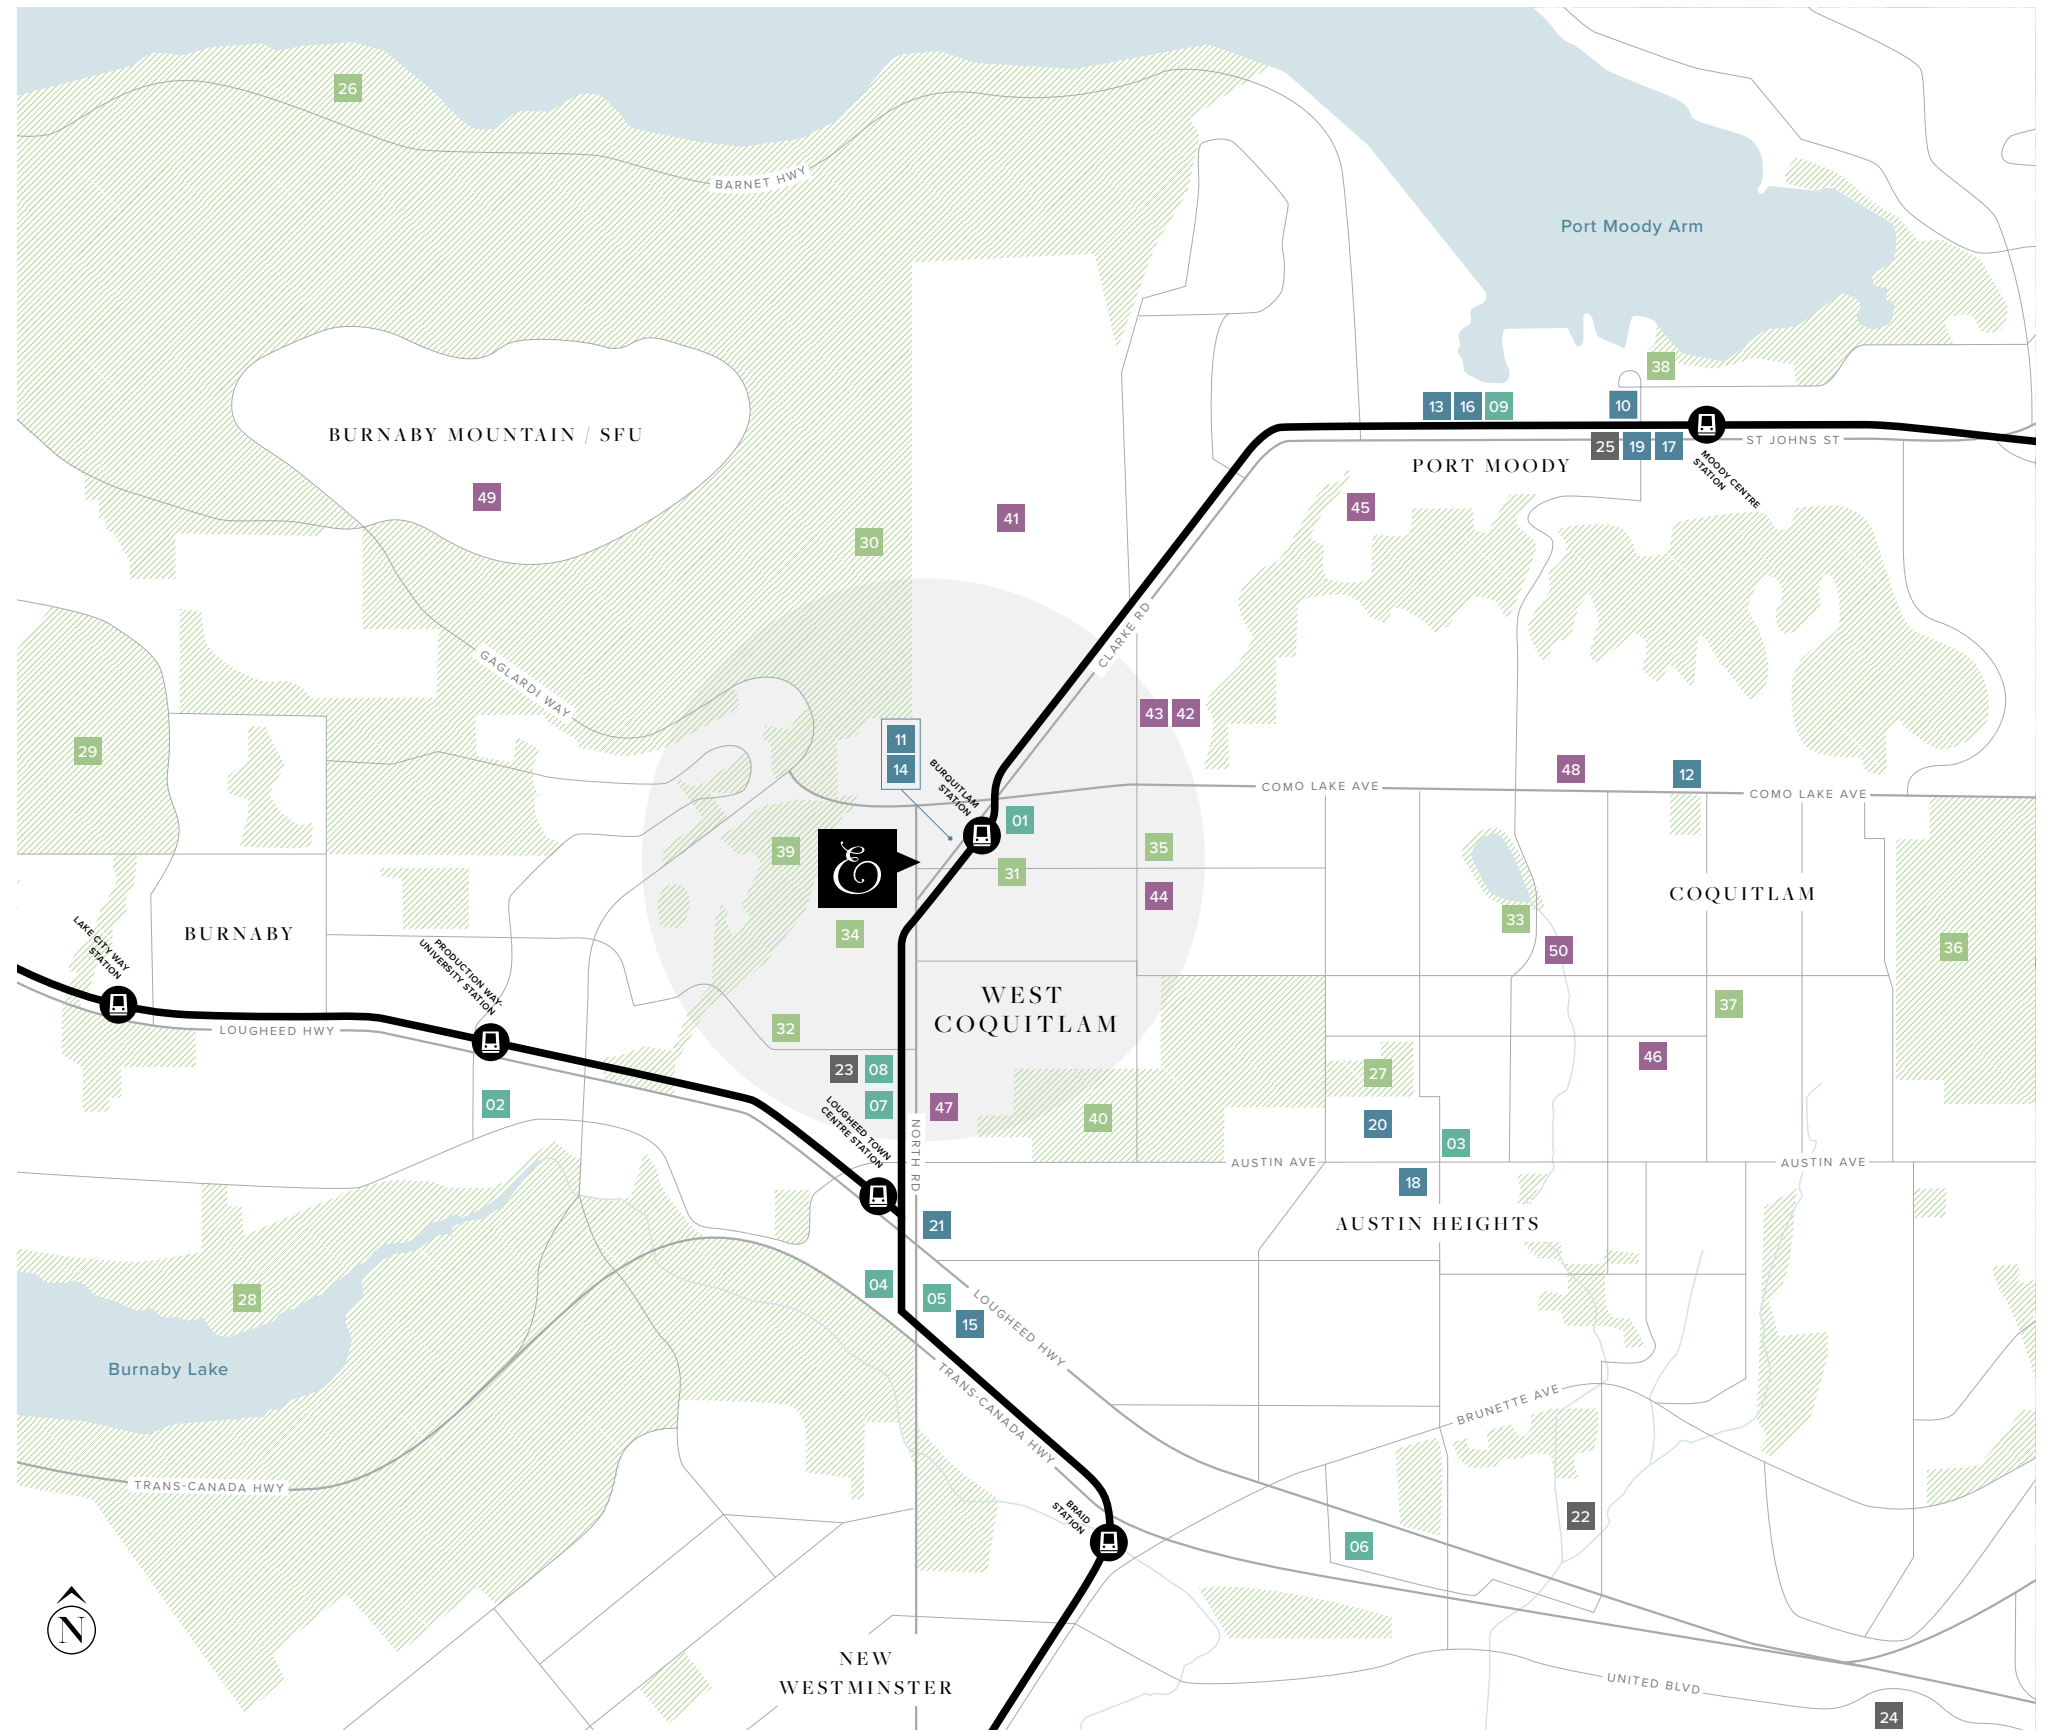 26
BARNET HWY
Port Moody Arm
38
13 16 09
10
25 19 17
ST JOHNS ST
MOODY CENTRE
STATION
PORT MOODY
BURNABY MOUNTAIN / SFU
49
41
45
30
CLARKE RD
GAGLARDI WAY
43 42
29
11
14
BURQUITLAM
STATION
48
12
COMO LAKE AVE
COMO LAKE AVE
01
39
E
31
35
44
34
33
COQUITLAM
50
36
LAKE CITY WAY
STATION
BURNABY
PRODUCTION WAY-
UNIVERSITY STATION
WEST
COQUITLAM
37
LOUGHEED HWY
32
46
23 08
27
02
07
47
40
LOUGHEED TOWN
CENTRE STATION
NORTH RD
20
03
AUSTIN AVE
AUSTIN AVE
18
21
AUSTIN HEIGHTS
28
04
05
15
LOUGHEED HWY
Burnaby Lake
TRANS-CANADA HWY
BRUNETTE AVE
TRANS-CANADA HWY
BRAID
STATION
22
06
N
NEW
WESTMINSTER
UNITED BLVD
24